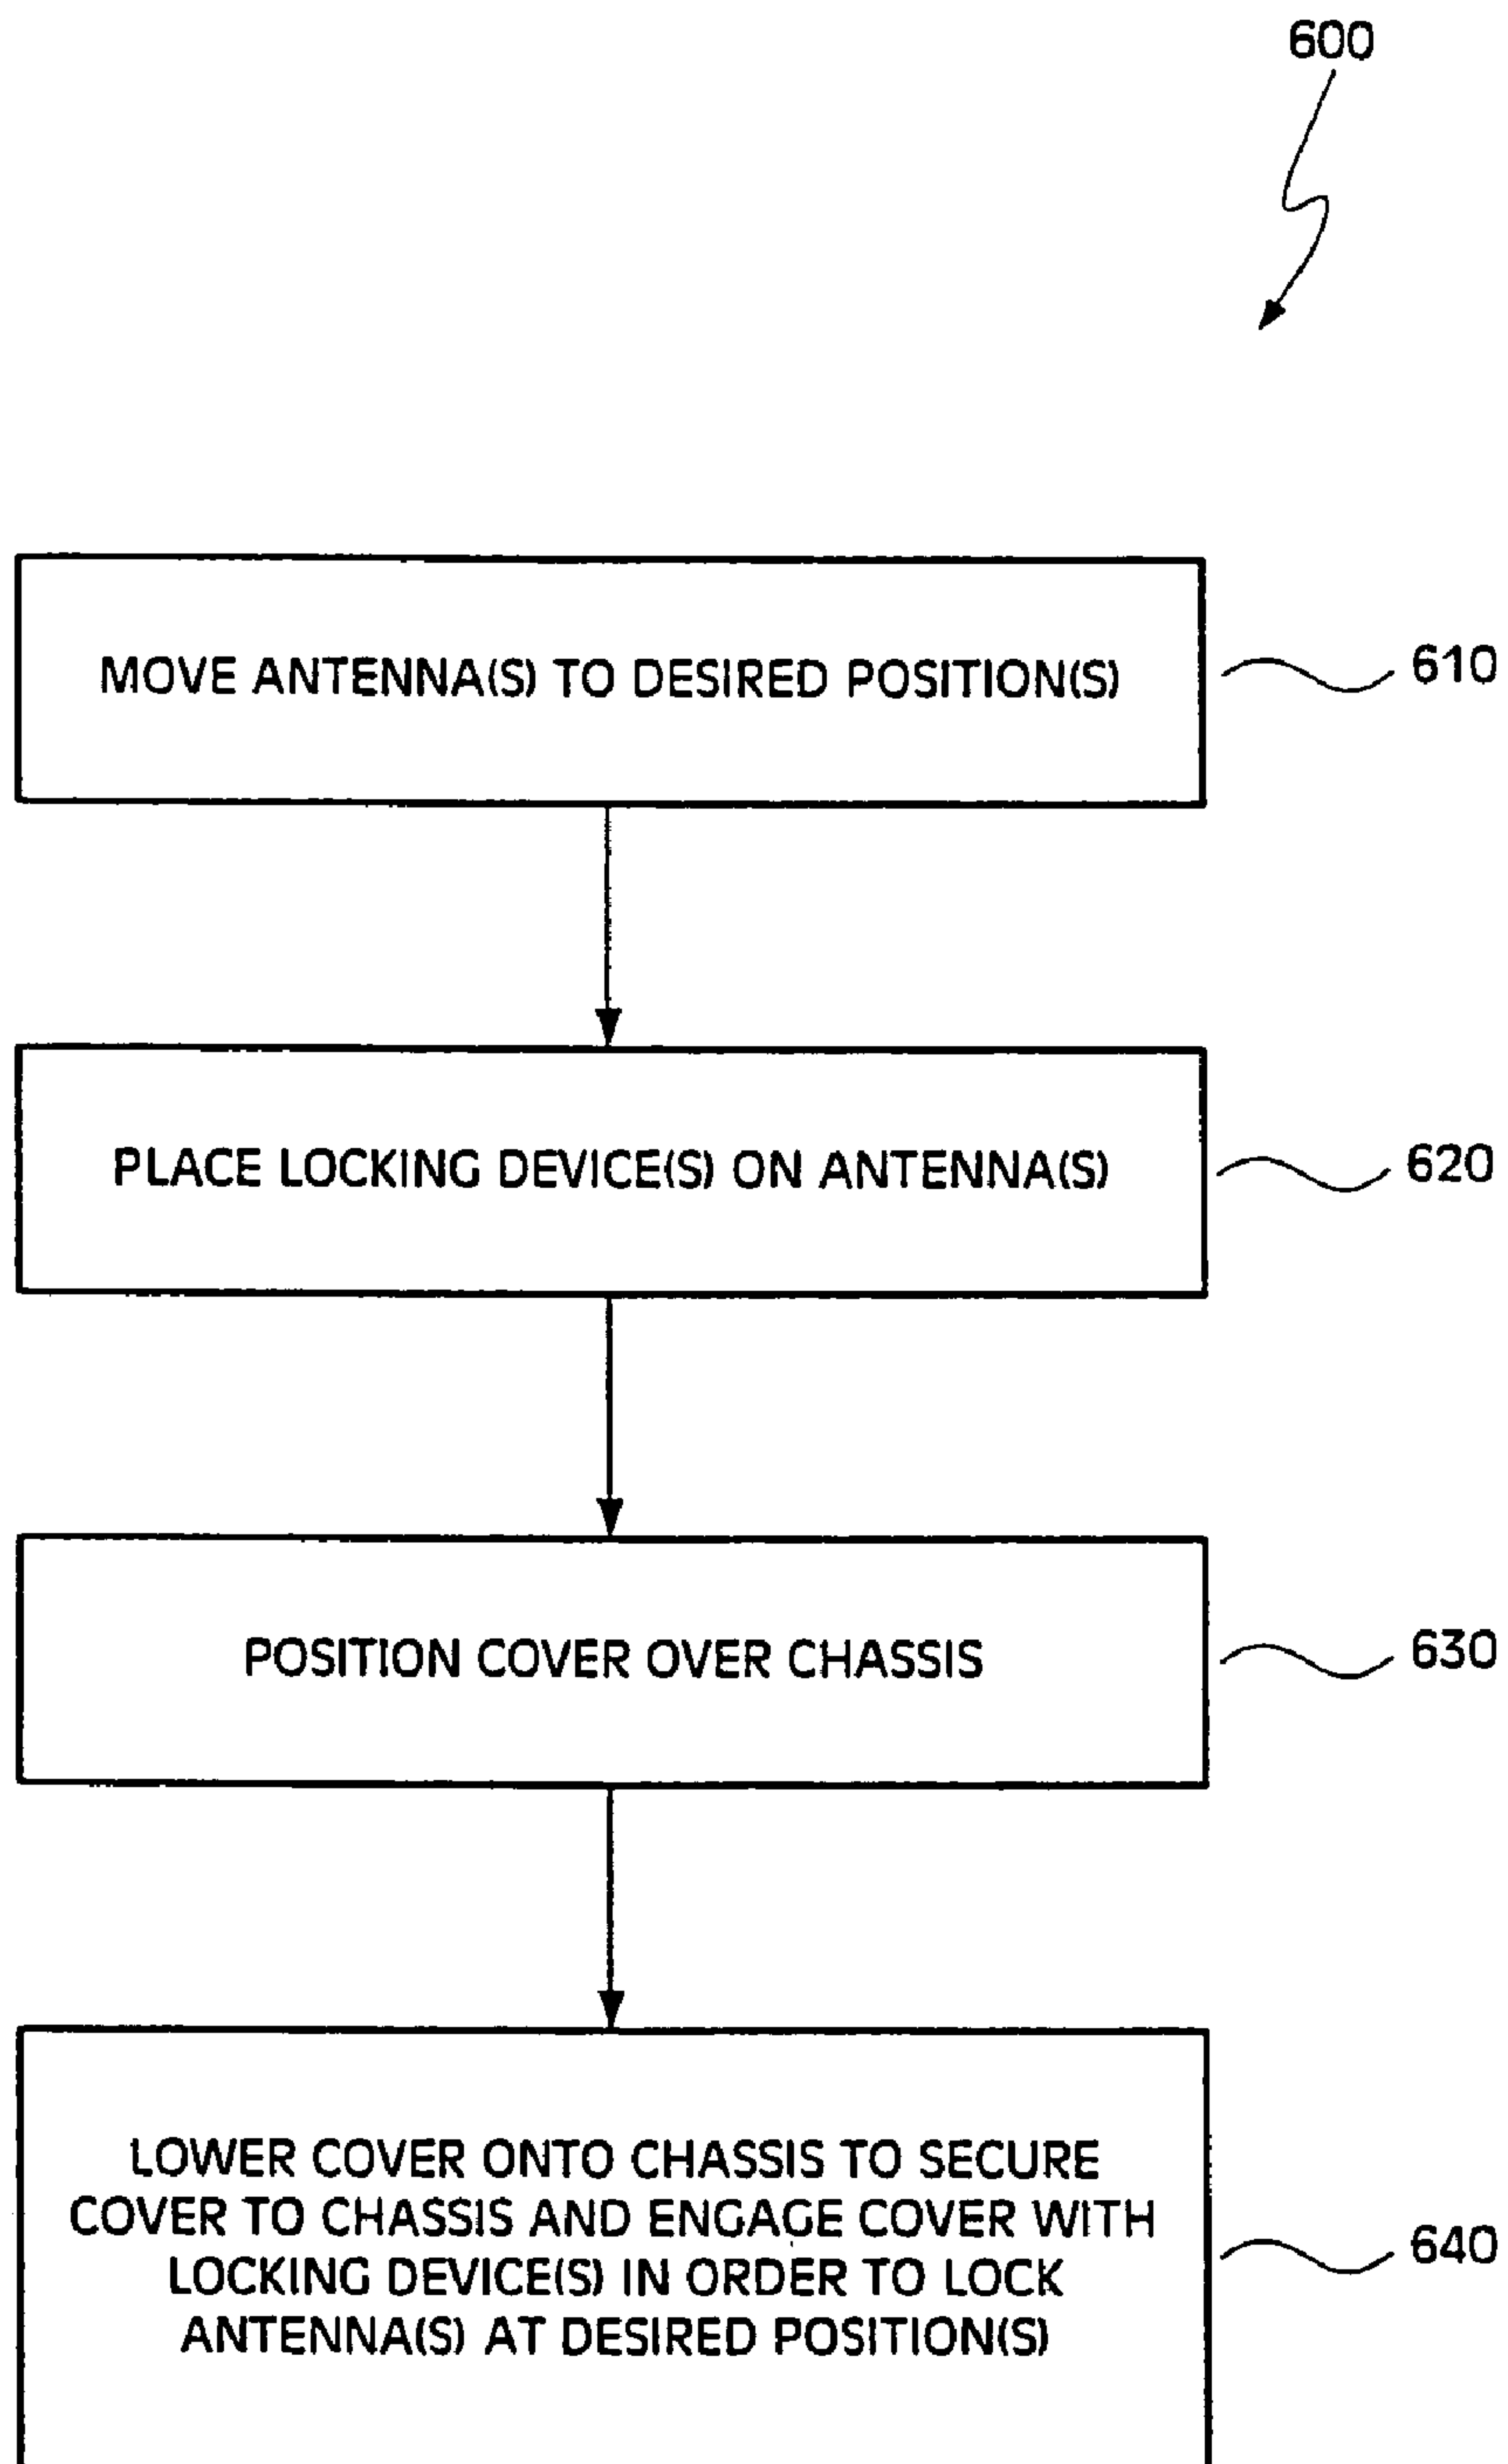 600
MOVE ANTENNA(S) TO DESIRED POSITION(S)
610
PLACE LOCKING DEVICE(S) ON ANTENNA(S)
620
POSITION COVER OVER CHASSIS
630
LOWER COVER ONTO CHASSIS TO SECURE
COVER TO CHASSIS AND ENGAGE COVER WITH
LOCKING DEVICE(S) IN ORDER TO LOCK
ANTENNA(S) AT DESIRED POSITION(S)
640